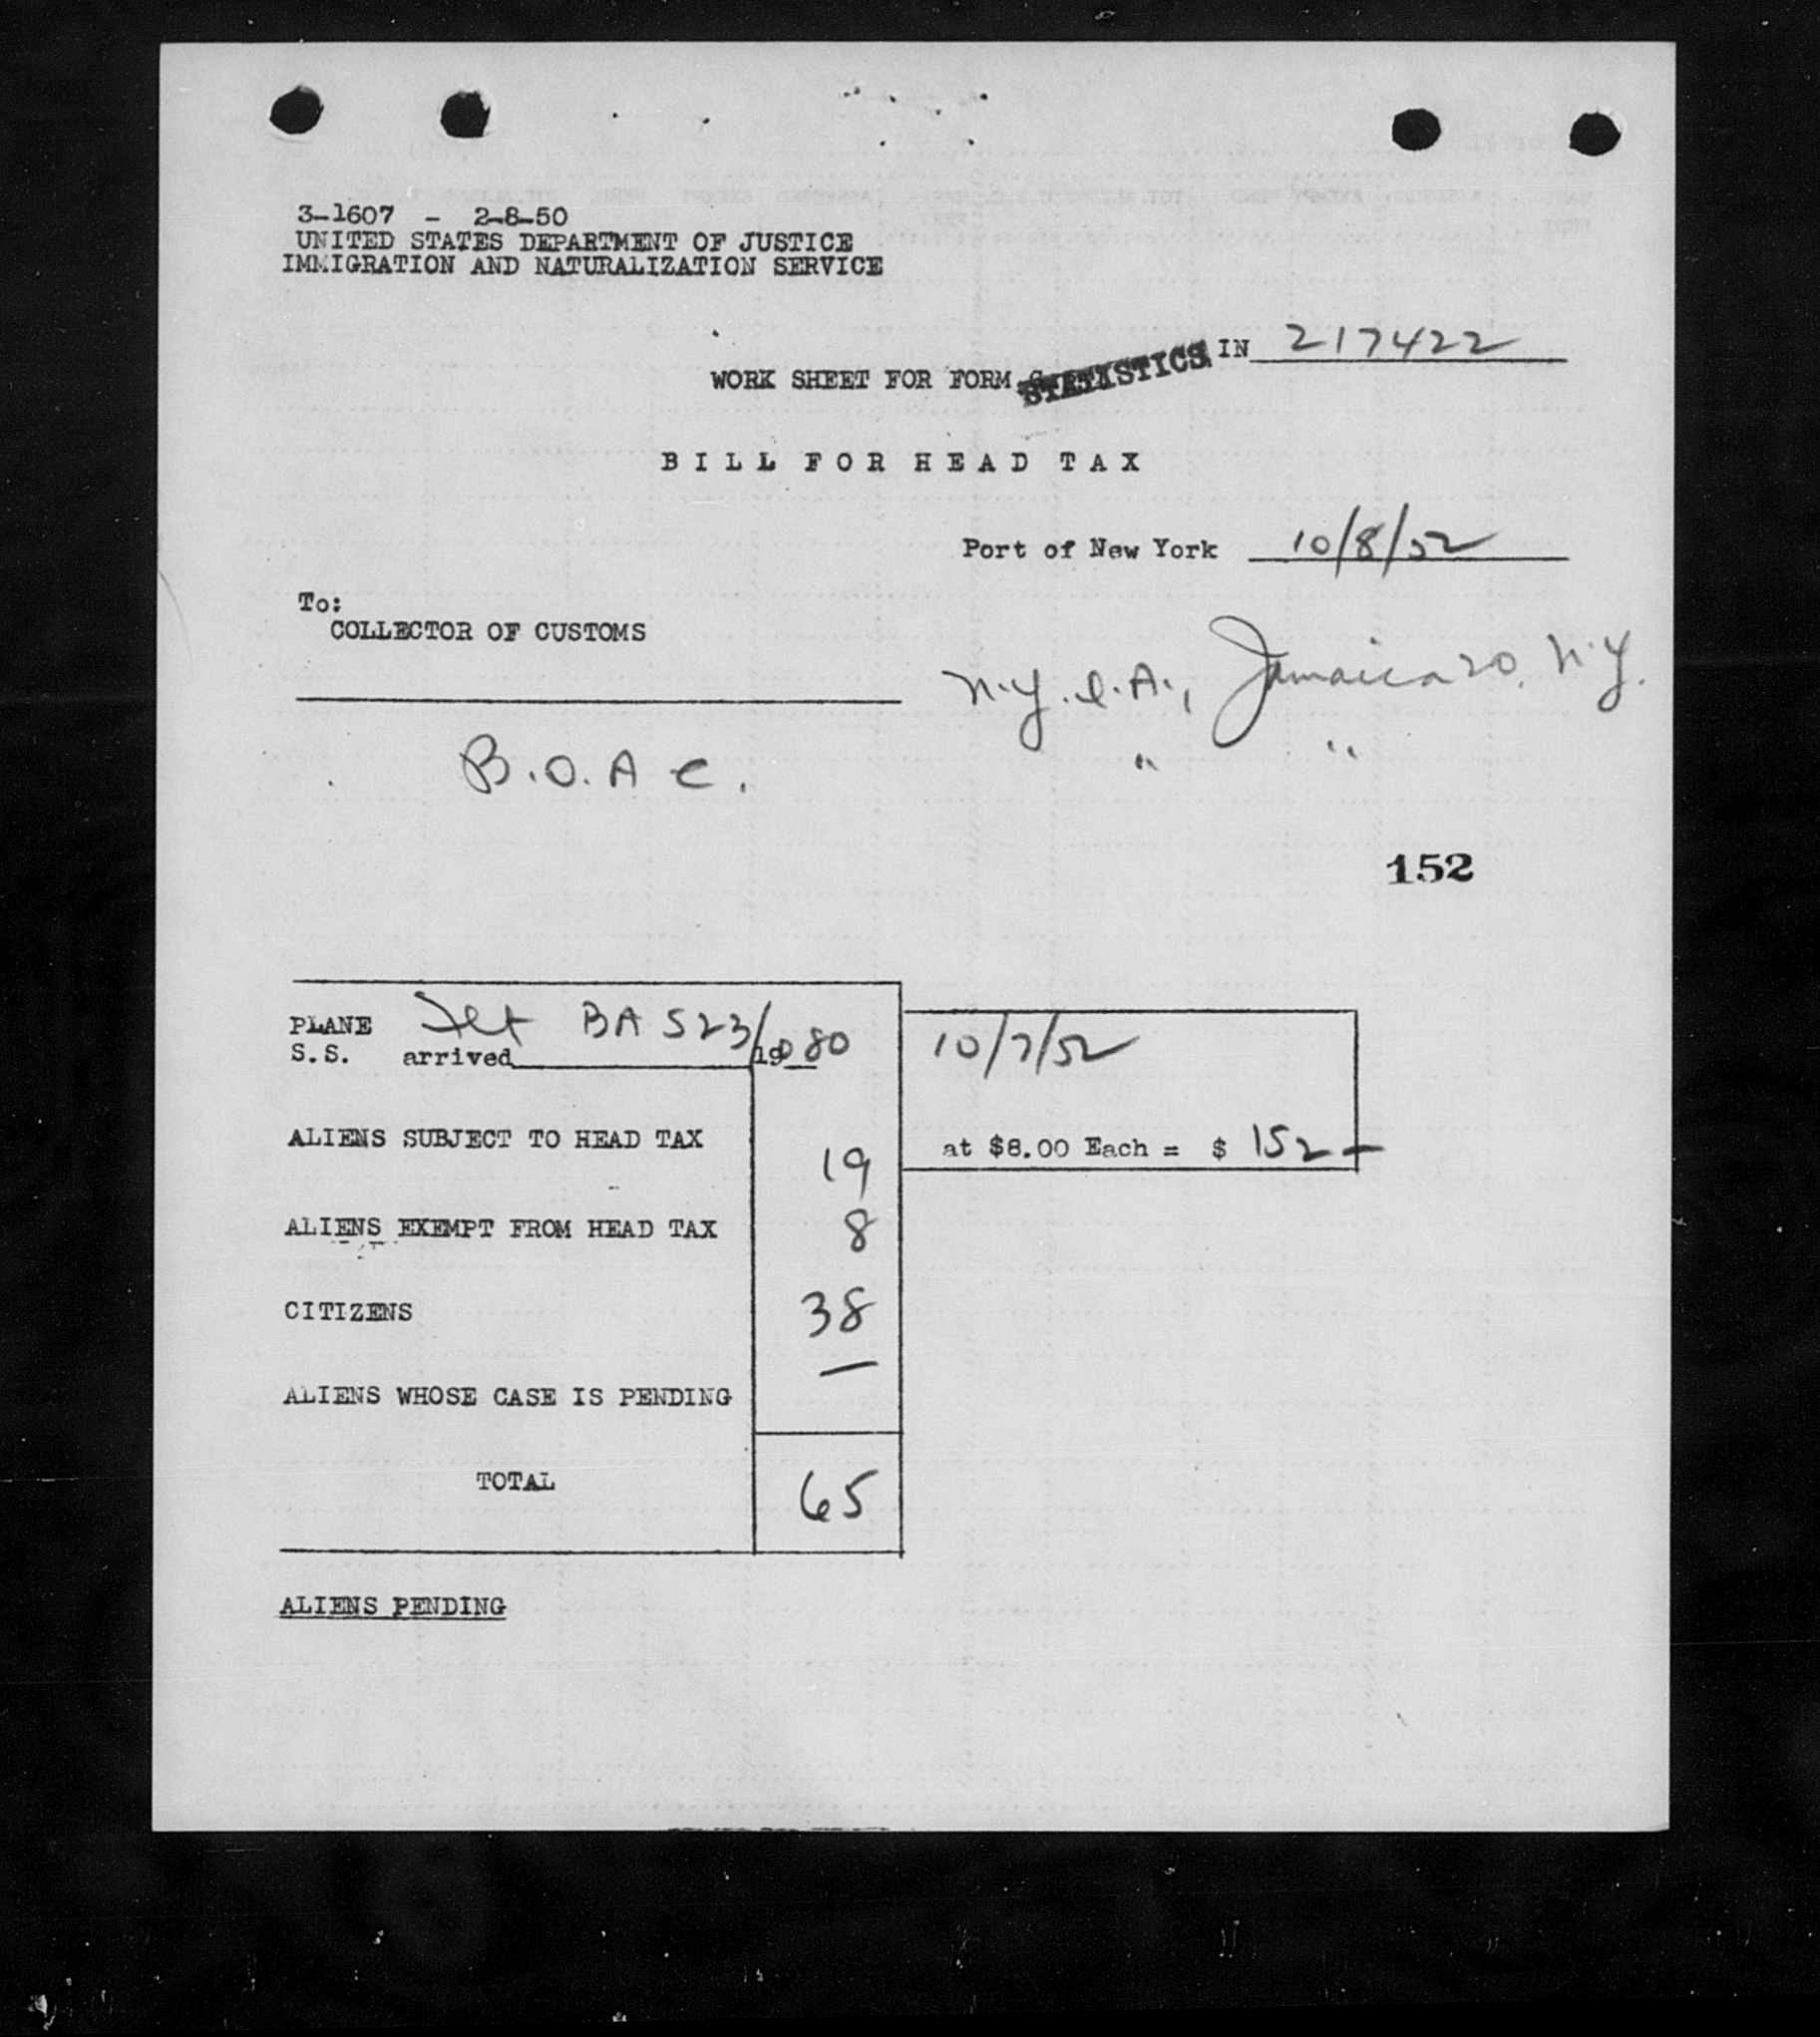 3-1607 - 2-8-50
UNITED STATES DEPARTMENT OF JUSTICE
IMMIGRATION AND NATURALIZATION SERVICE
IN 217422
WORK SHEET FOR FORM STATISTICS
BILL FOR HEAD TAX
Port of New York 10/8/52
To:
COLLECTOR OF CUSTOMS
N.Y.I.A., Jamaica 20, N.Y.
B.O.A.C. " "
152
PLANE BA 523/080 10/7/52
S.S. arrived 19
ALIENS SUBJECT TO HEAD TAX 19 at $8.00 Each = $ 152-
ALIENS EXEMPT FROM HEAD TAX 8
CITIZENS 38
ALIENS WHOSE CASE IS PENDING —
TOTAL 65
ALIENS PENDING